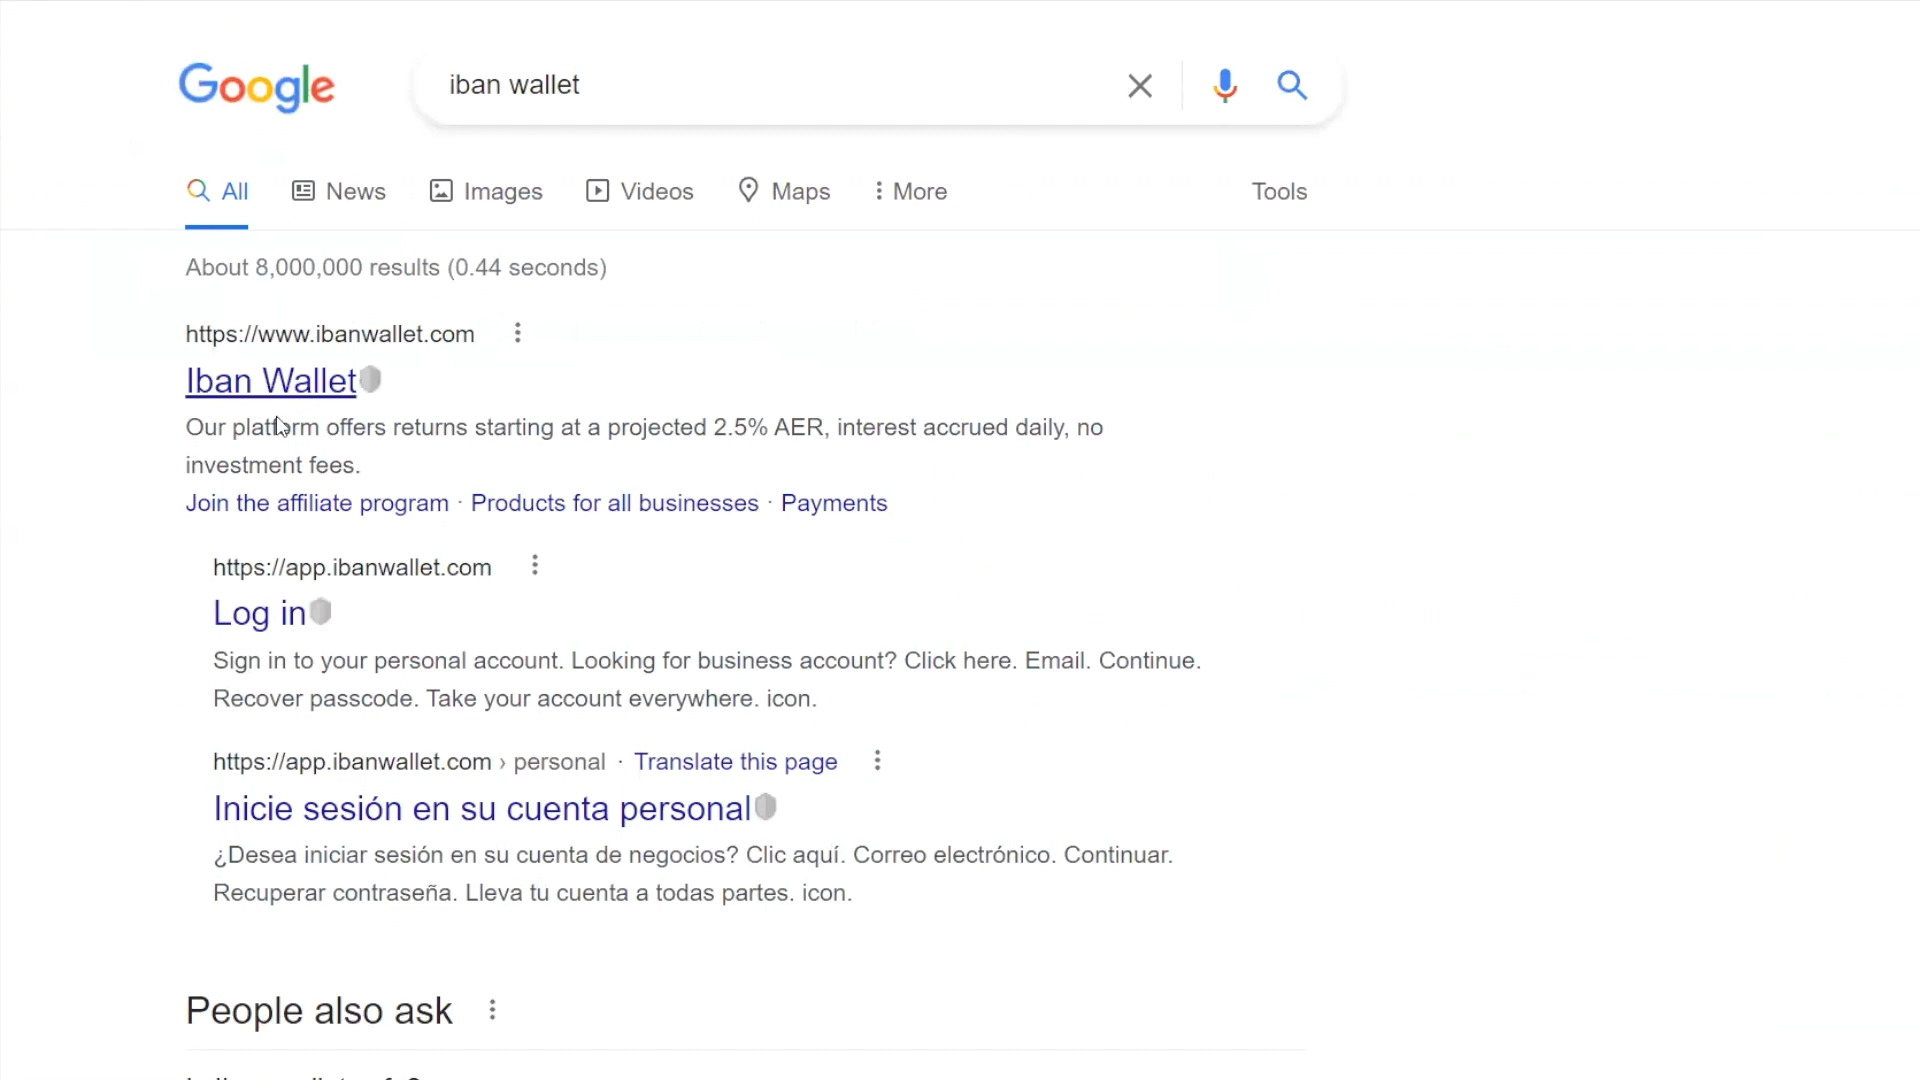 Google
iban wallet
All News Images Videos Maps More Tools
About 8,000,000 results (0.44 seconds)
https://www.ibanwallet.com
Iban Wallet
Our platform offers returns starting at a projected 2.5% AER, interest accrued daily, no
investment fees.
Join the affiliate program · Products for all businesses · Payments
https://app.ibanwallet.com
Log in
Sign in to your personal account. Looking for business account? Click here. Email. Continue.
Recover passcode. Take your account everywhere. icon.
https://app.ibanwallet.com › personal · Translate this page
Inicie sesión en su cuenta personal
¿Desea iniciar sesión en su cuenta de negocios? Clic aquí. Correo electrónico. Continuar.
Recuperar contraseña. Lleva tu cuenta a todas partes. icon.
People also ask